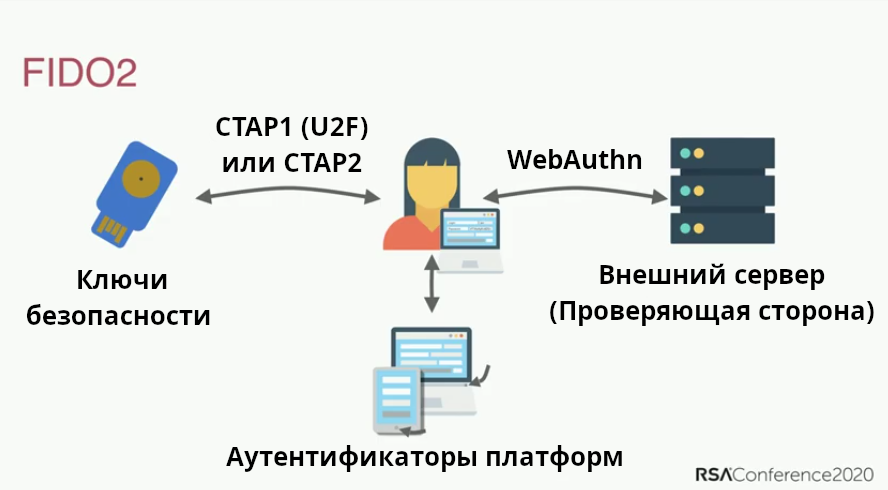 FIDO2
CTAP1 (U2F)
или CTAP2
WebAuthn
Ключи
безопасности
Внешний сервер
(Проверяющая сторона)
Аутентификаторы платформ
RSAConference2020